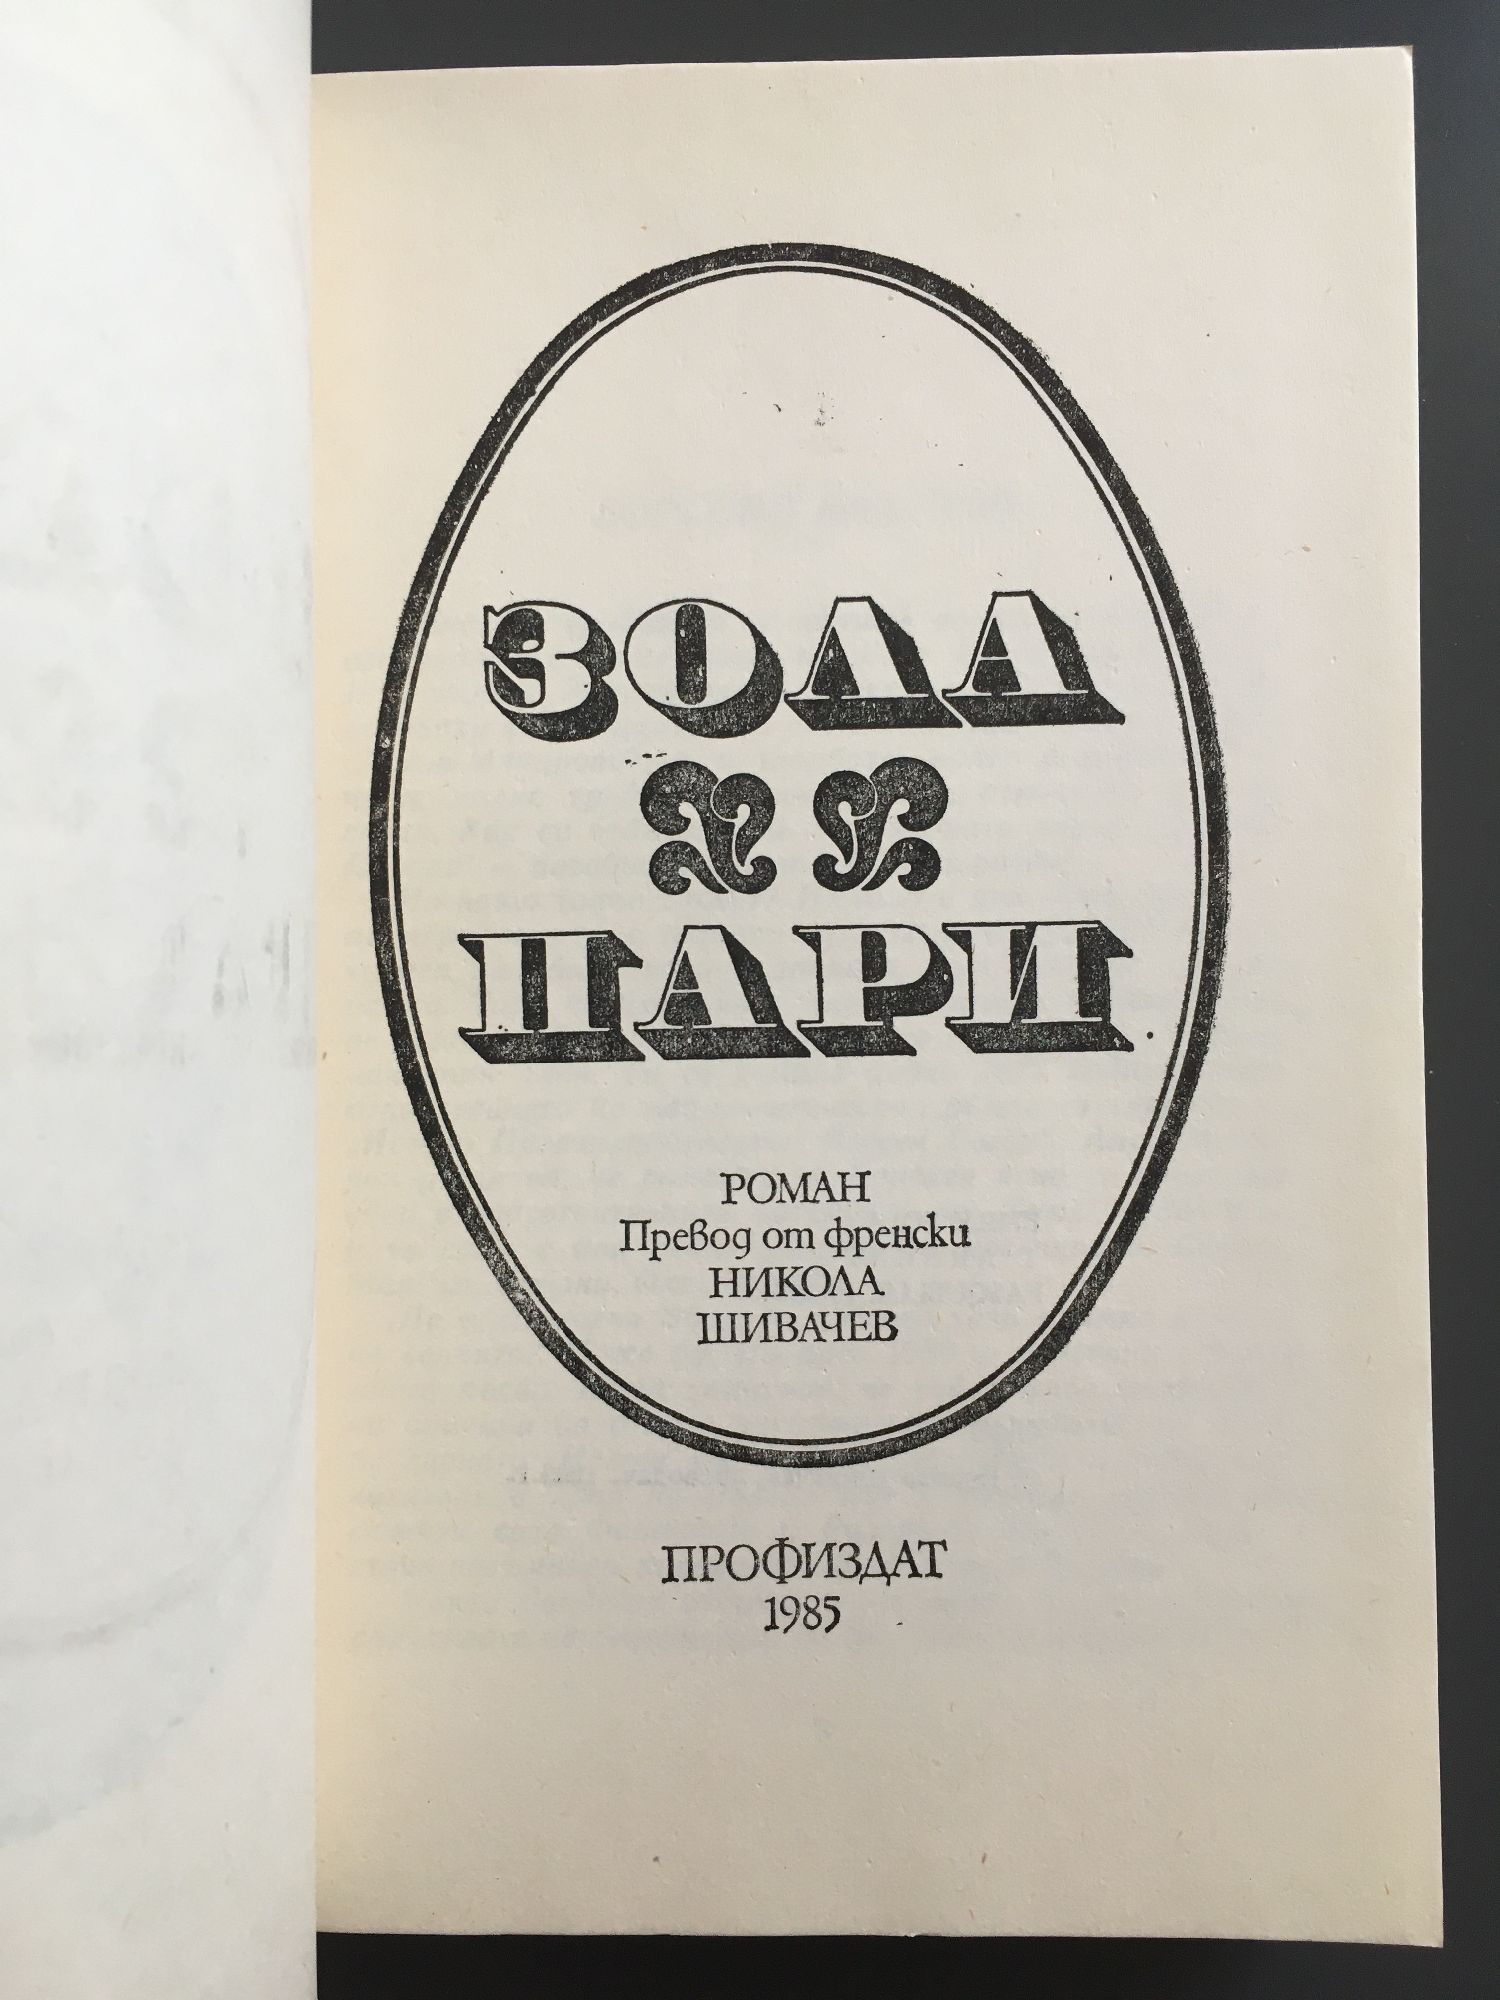 ЗОЛА
ПАРИ
РОМАН
Превод от френски
НИКОЛА
ШИВАЧЕВ
ПРОФИЗДАТ
1985